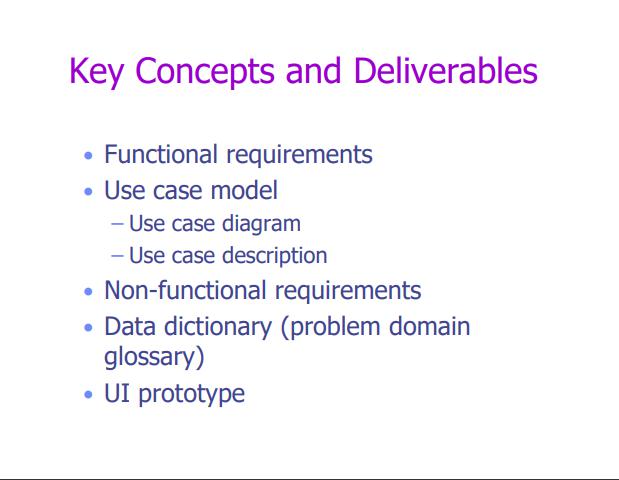 Key Concepts and Deliverables
• Functional requirements
• Use case model
– Use case diagram
– Use case description
• Non-functional requirements
• Data dictionary (problem domain
glossary)
• UI prototype